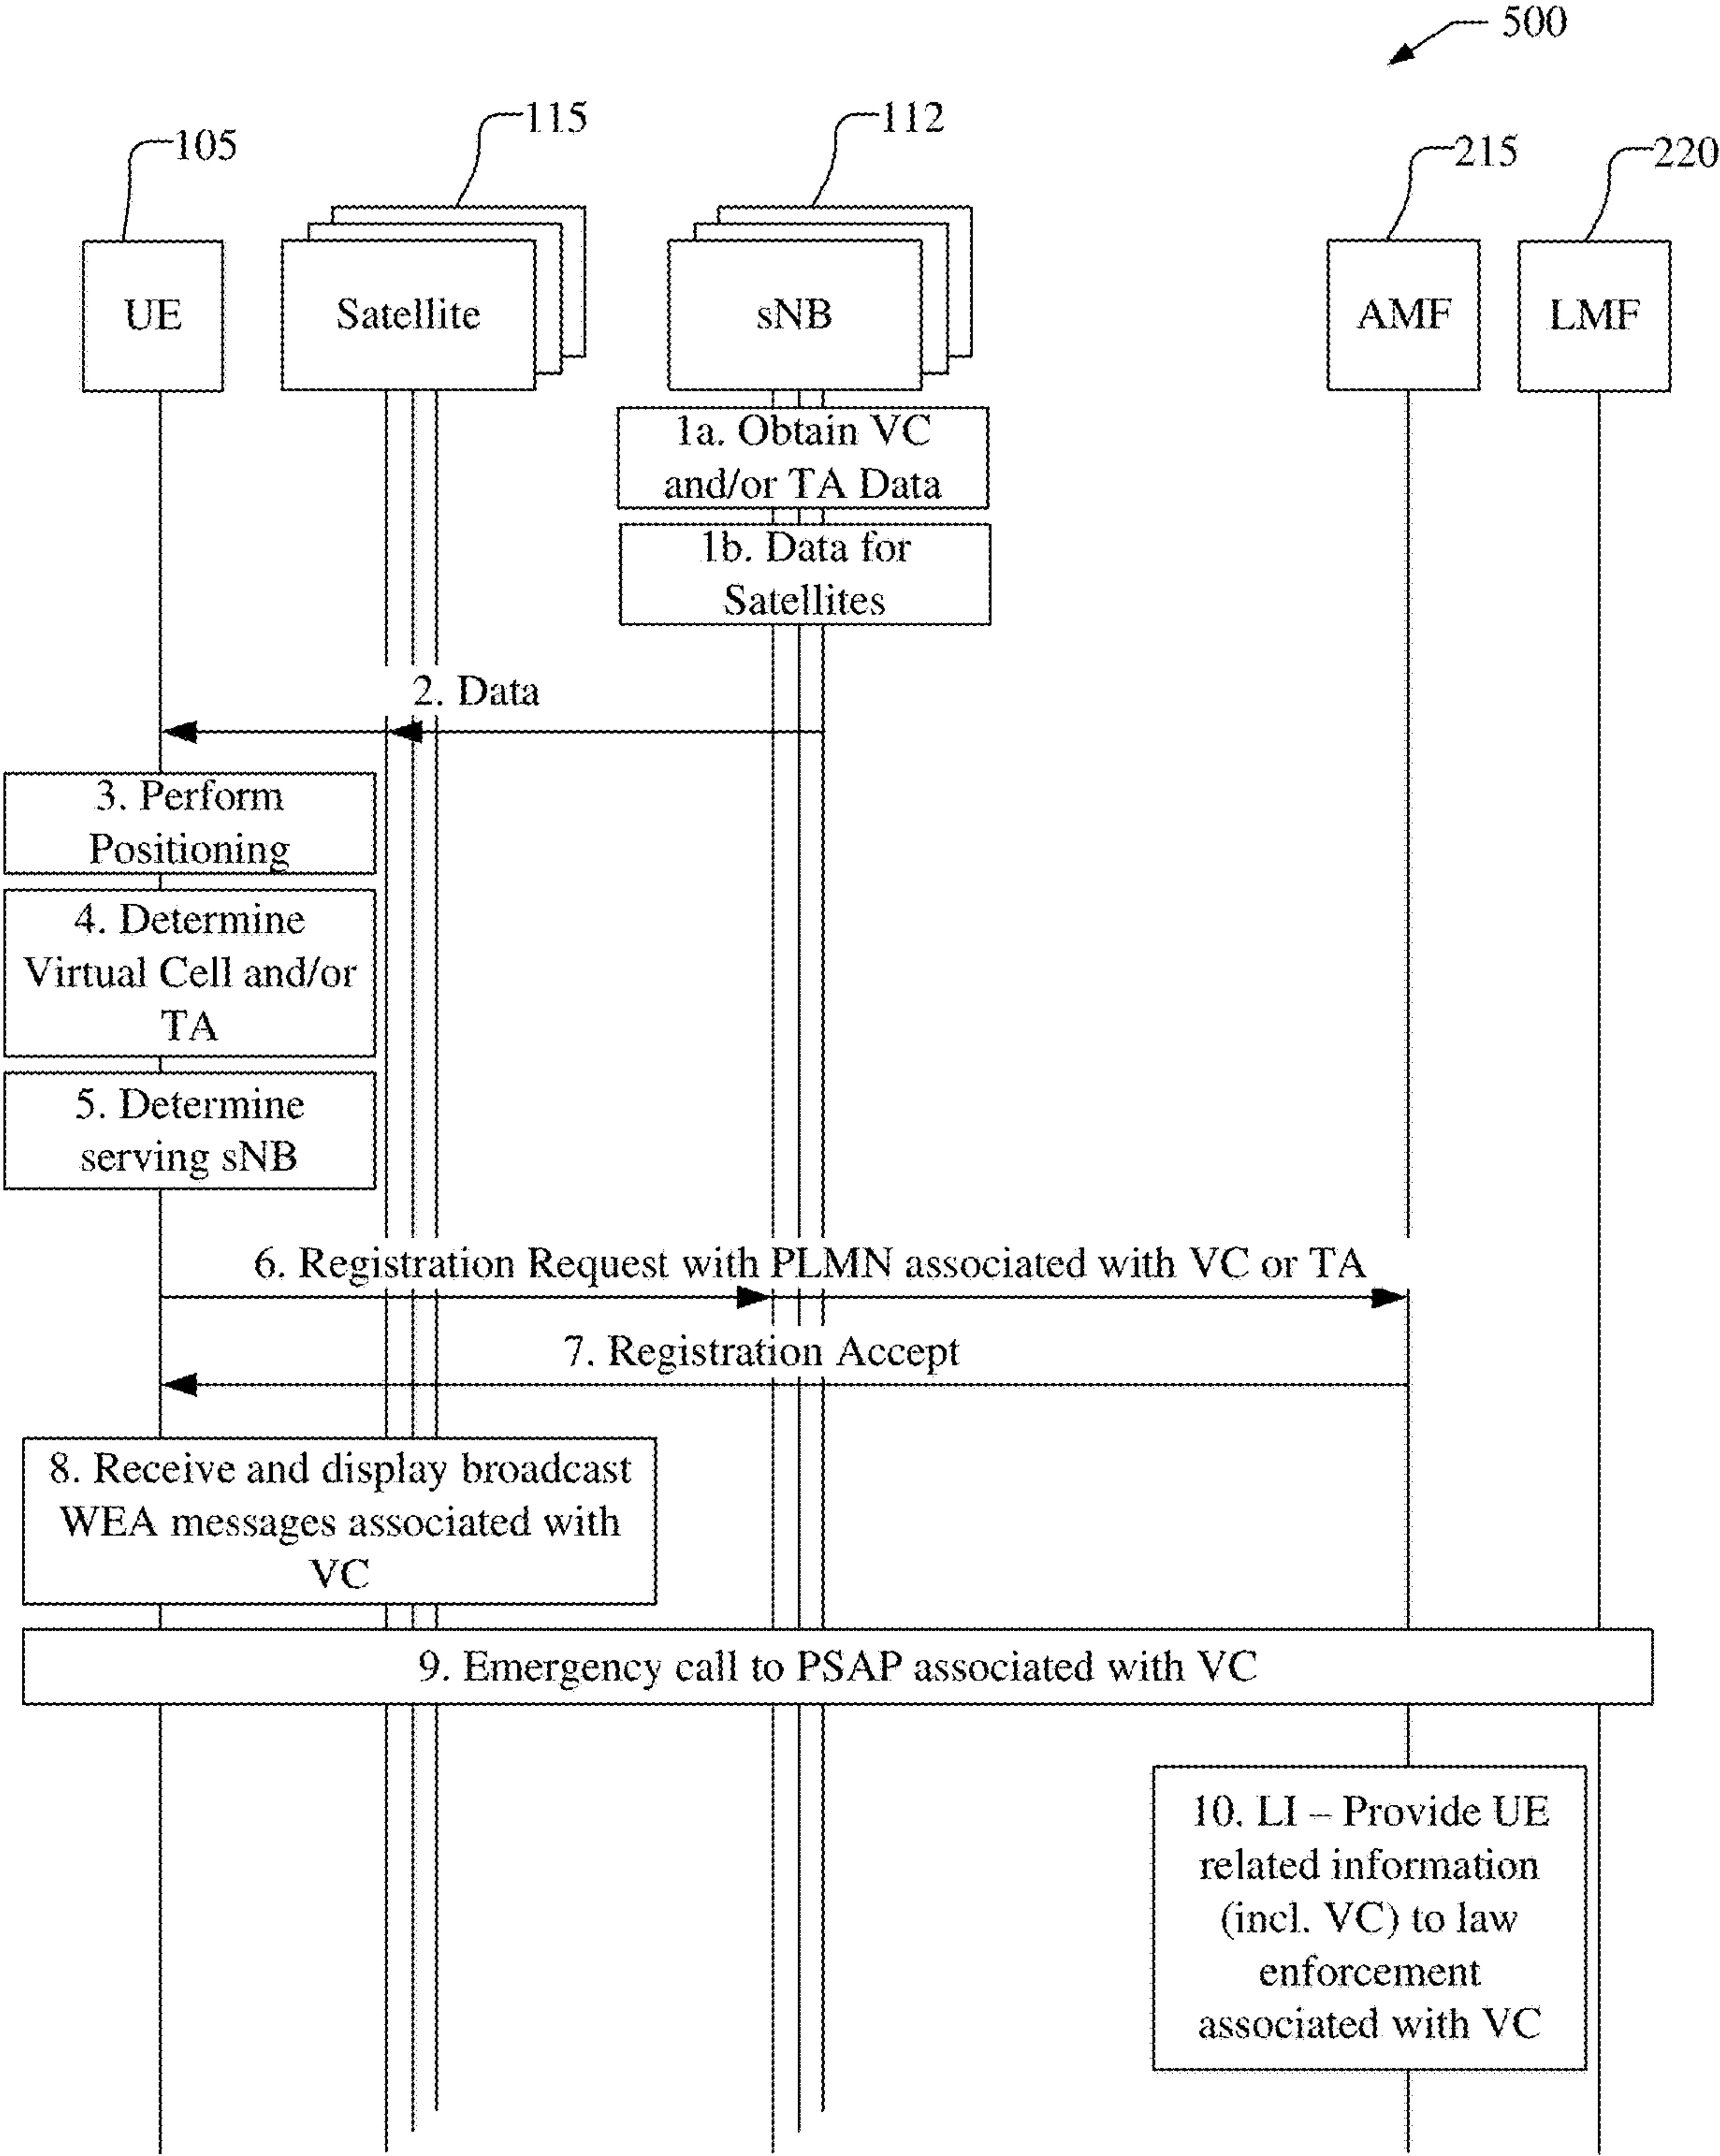 500
105
115
112
215
220
UE
Satellite
sNB
AMF
LMF
1a. Obtain VC
and/or TA Data
1b. Data for
Satellites
2. Data
3. Perform
Positioning
4. Determine
Virtual Cell and/or
TA
5. Determine
serving sNB
6. Registration Request with PLMN associated with VC or TA
7. Registration Accept
8. Receive and display broadcast
WEA messages associated with
VC
9. Emergency call to PSAP associated with VC
10. LI – Provide UE
related information
(incl. VC) to law
enforcement
associated with VC